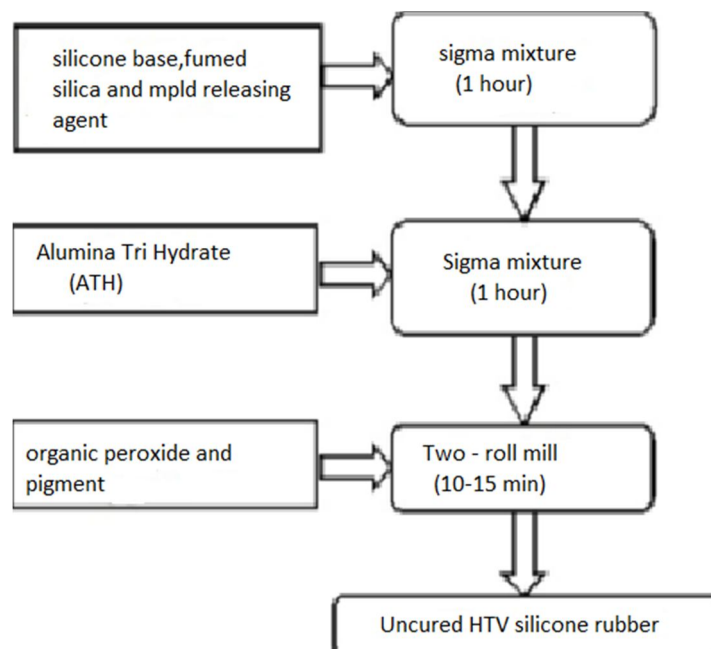 silicone base,fumed
silica and mpld releasing
agent
sigma mixture
(1 hour)
Alumina Tri Hydrate
(ATH)
Sigma mixture
(1 hour)
organic peroxide and
pigment
Two - roll mill
(10-15 min)
Uncured HTV silicone rubber